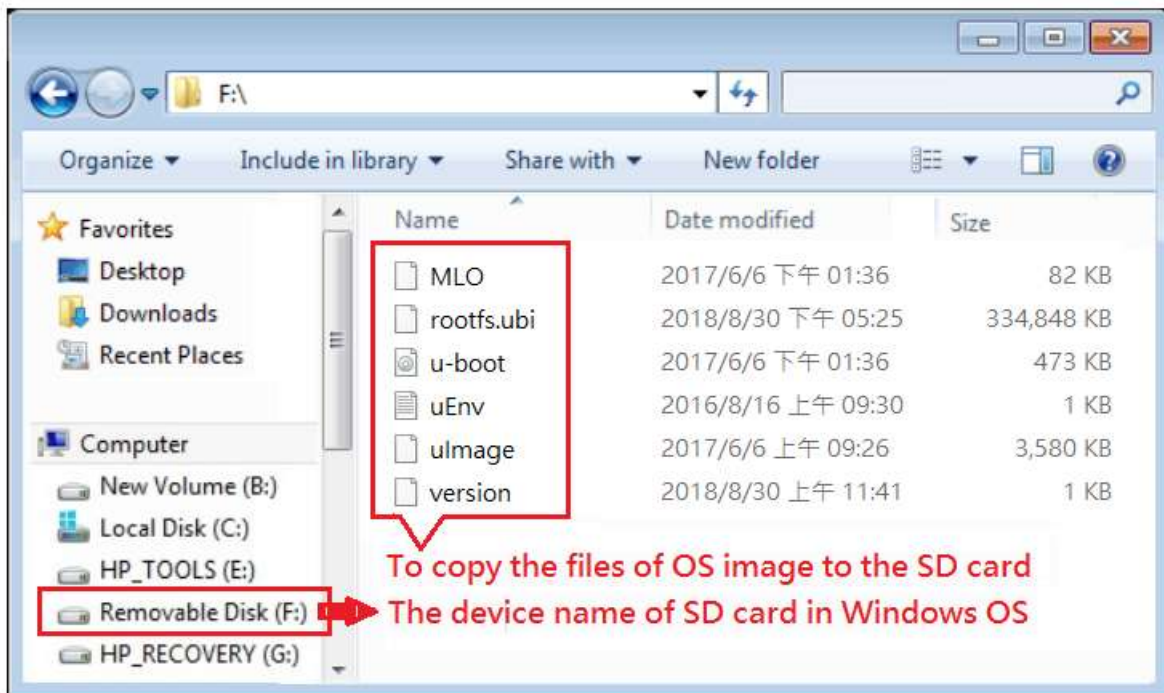 F:\
Organize Include in library Share with New folder
Favorites
Desktop
Downloads
Recent Places
Computer
New Volume (B:)
Local Disk (C:)
HP_TOOLS (E:)
Removable Disk (F:)
HP_RECOVERY (G:)
Name Date modified Size
MLO 2017/6/6 下午 01:36 82 KB
rootfs.ubi 2018/8/30 下午 05:25 334,848 KB
u-boot 2017/6/6 下午 01:36 473 KB
uEnv 2016/8/16 上午 09:30 1 KB
uImage 2017/6/6 上午 09:26 3,580 KB
version 2018/8/30 上午 11:41 1 KB
To copy the files of OS image to the SD card
The device name of SD card in Windows OS